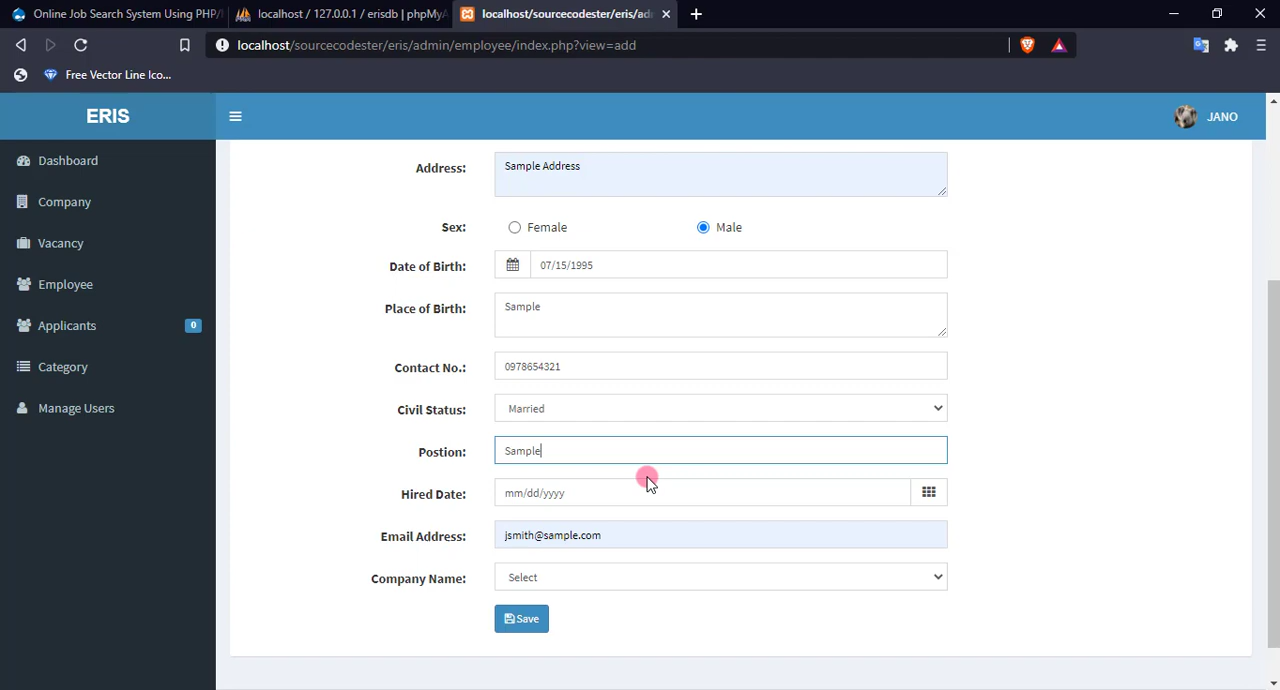 Online Job Search System Using PHP/
localhost / 127.0.0.1 / erisdb | phpMyA
localhost/sourcecodester/eris/ad
localhost/sourcecodester/eris/admin/employee/index.php?view=add
Free Vector Line Ico...
ERIS
JANO
Dashboard
Company
Vacancy
Employee
Applicants 0
Category
Manage Users
Address: Sample Address
Sex: Female Male
Date of Birth: 07/15/1995
Place of Birth: Sample
Contact No.: 0978654321
Civil Status: Married
Postion: Sample
Hired Date: mm/dd/yyyy
Email Address: jsmith@sample.com
Company Name: Select
Save